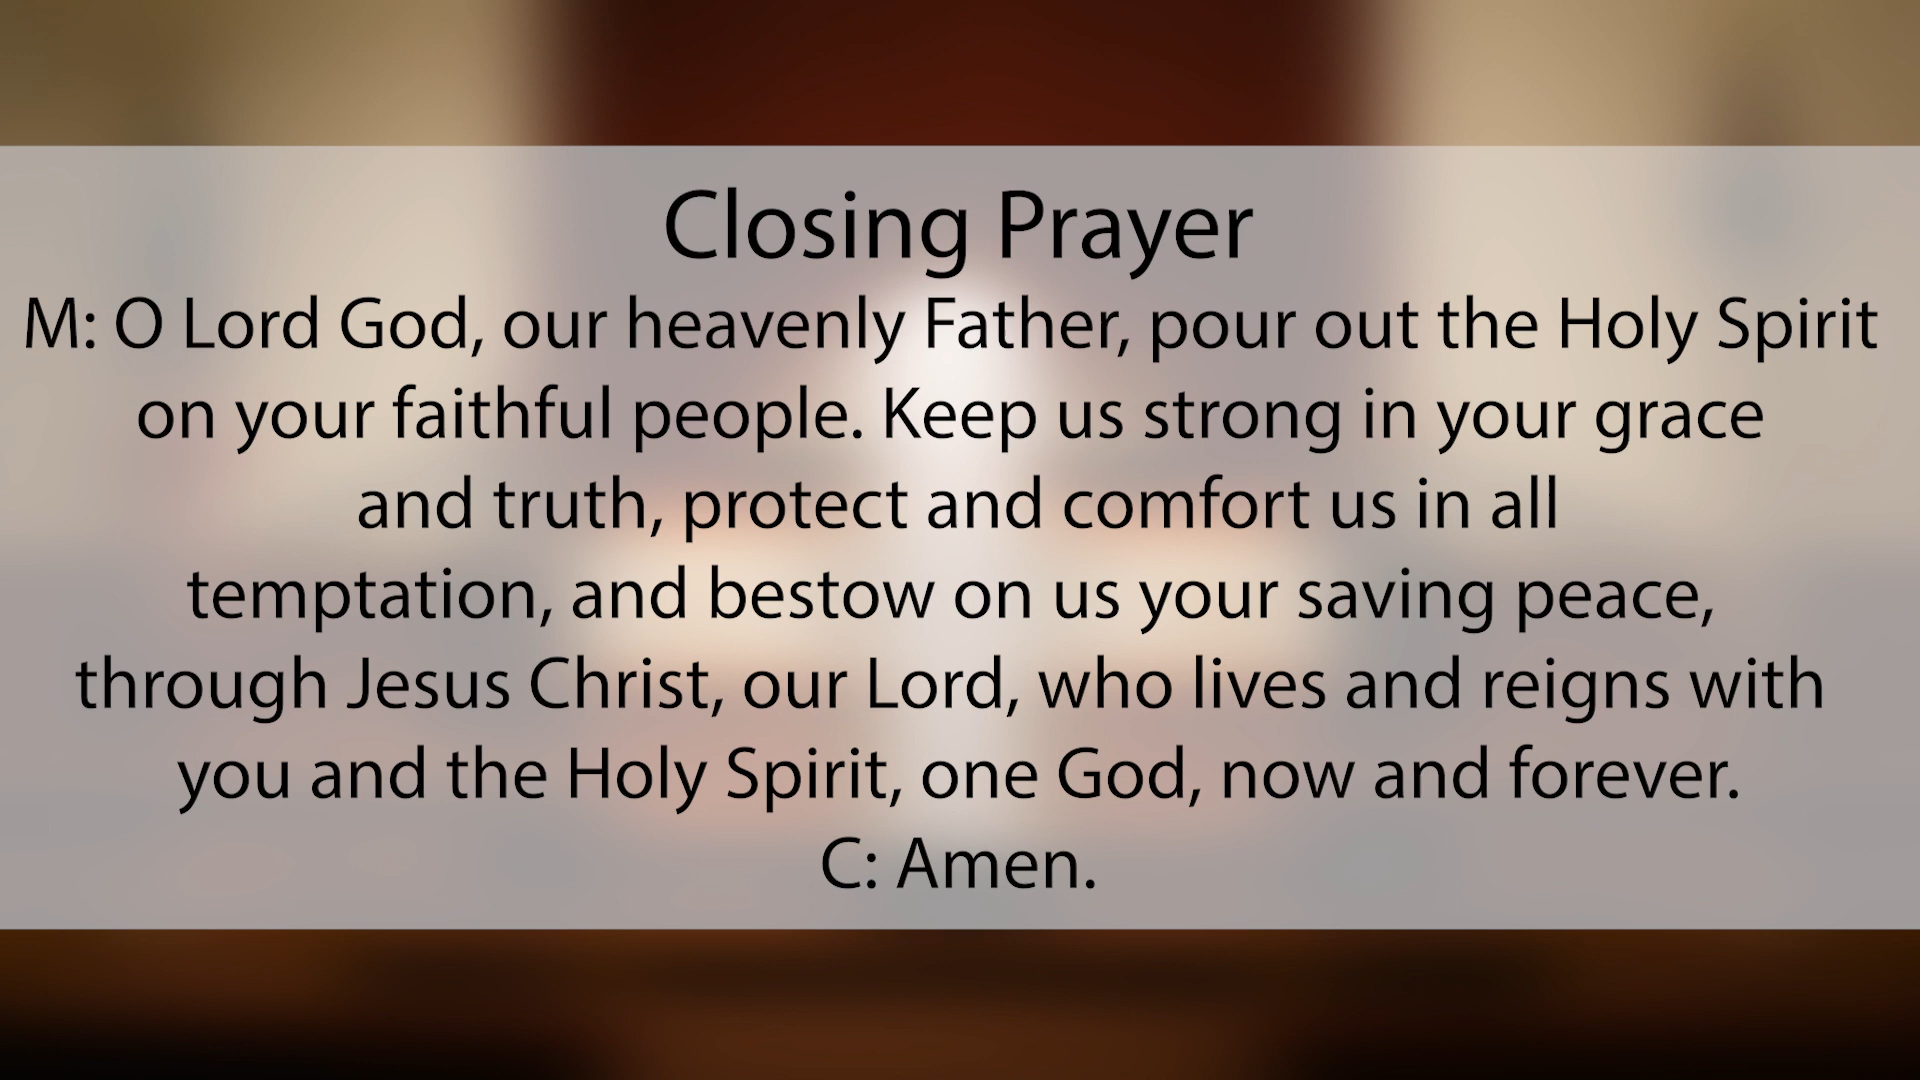 Closing Prayer
M: O Lord God, our heavenly Father, pour out the Holy Spirit
on your faithful people. Keep us strong in your grace
and truth, protect and comfort us in all
temptation, and bestow on us your saving peace,
through Jesus Christ, our Lord, who lives and reigns with
you and the Holy Spirit, one God, now and forever.
C: Amen.